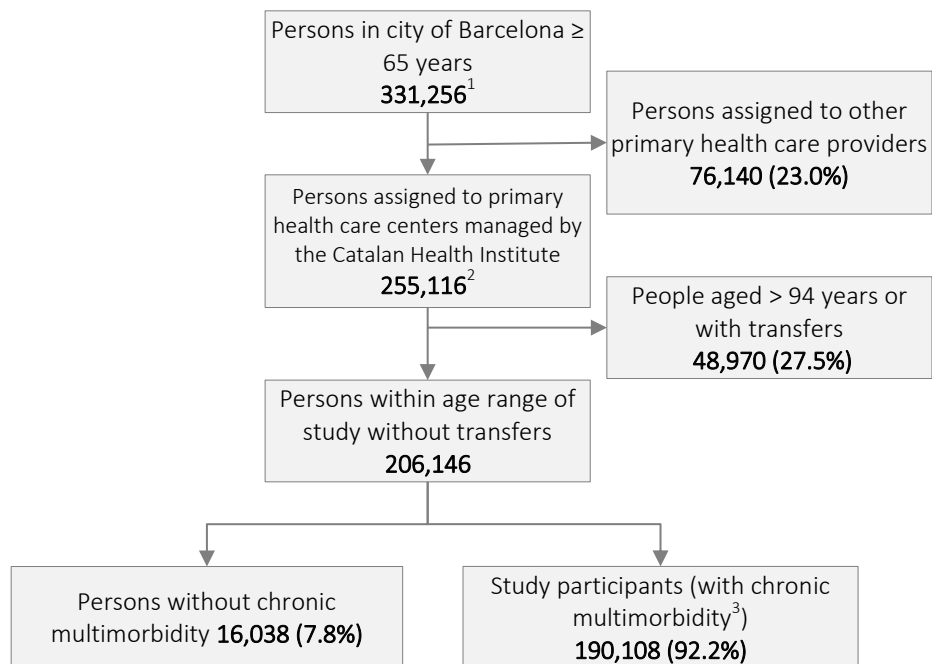 Persons in city of Barcelona ≥
65 years
331,256¹
Persons assigned to other
primary health care providers
76,140 (23.0%)
Persons assigned to primary
health care centers managed by
the Catalan Health Institute
255,116²
People aged > 94 years or
with transfers
48,970 (27.5%)
Persons within age range of
study without transfers
206,146
Persons without chronic
multimorbidity 16,038 (7.8%)
Study participants (with chronic
multimorbidity³)
190,108 (92.2%)